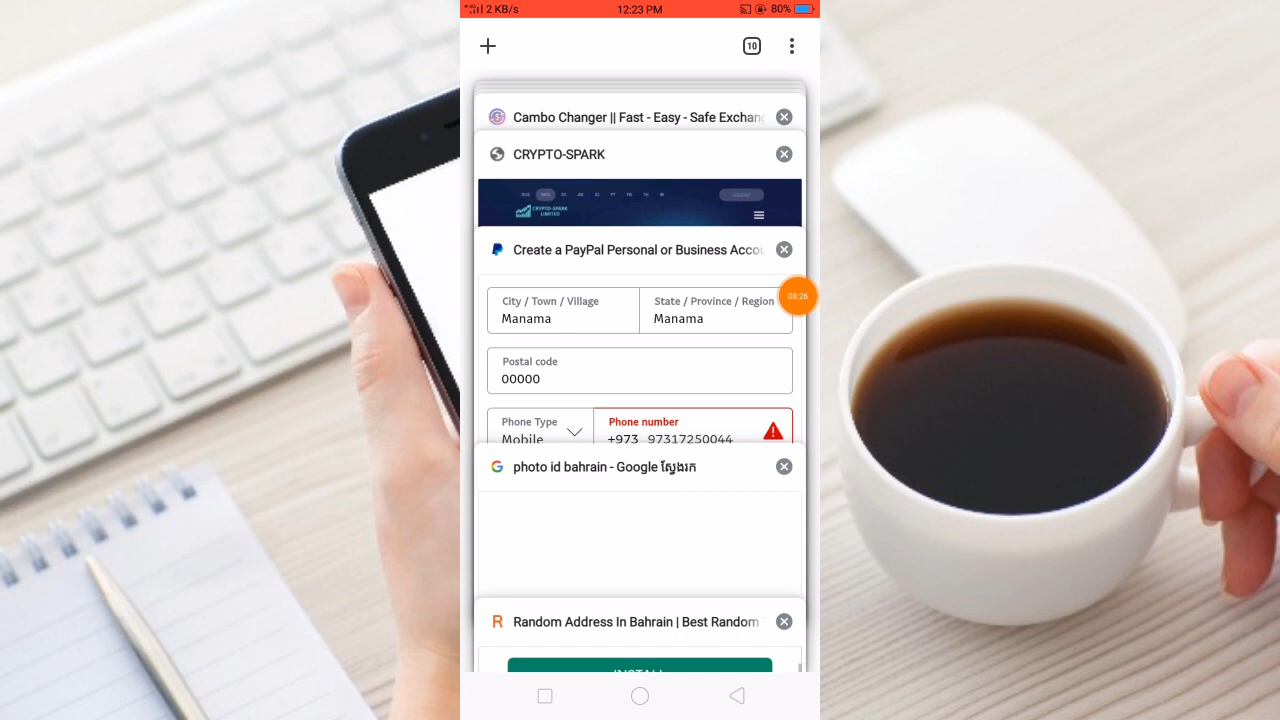 2 KB/s
12:23 PM
80%
10
Cambo Changer || Fast - Easy - Safe Exchang
CRYPTO-SPARK
CRYPTO-SPARK
LIMITED
LOGOUT
Create a PayPal Personal or Business Accou
08:26
City / Town / Village
Manama
State / Province / Region
Manama
Postal code
00000
Phone Type
Mobile
Phone number
+973 97317250044
photo id bahrain - Google ស្វែងរក
Random Address In Bahrain | Best Random
INSTALL